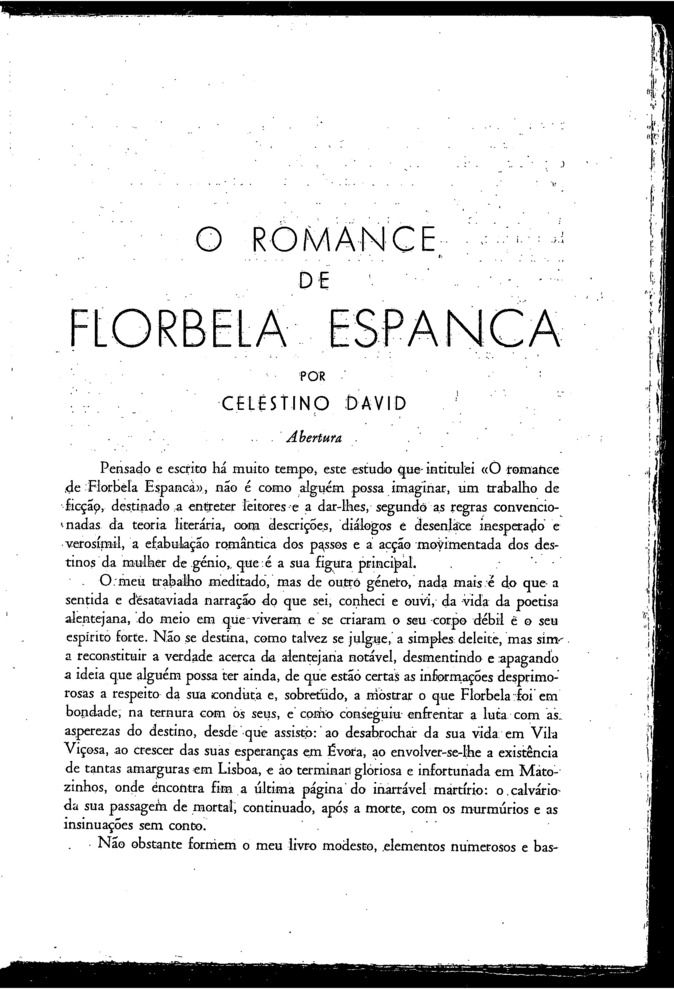 O ROMANCE
DE
FLORBELA ESPANCA
POR
CELESTINO DAVID
Abertura
Pensado e escrito há muito tempo, este estudo que intitulei «O romance
de Florbela Espanca», não é como alguém possa imaginar, um trabalho de
ficção, destinado a entreter leitores e a dar-lhes, segundo as regras convencio-
nadas da teoria literária, com descrições, diálogos e desenlace inesperado e
verosímil, a efabulação romântica dos passos e a acção movimentada dos des-
tinos da mulher de génio, que é a sua figura principal.
O meu trabalho meditado, mas de outro género, nada mais é do que a
sentida e desataviada narração do que sei, conheci e ouvi, da vida da poetisa
alentejana, do meio em que viveram e se criaram o seu corpo débil e o seu
espírito forte. Não se destina, como talvez se julgue, a simples deleite, mas sim
a reconstituir a verdade acerca da alentejana notável, desmentindo e apagando
a ideia que alguém possa ter ainda, de que estão certas as informações desprimo-
rosas a respeito da sua conduta e, sobretudo, a mostrar o que Florbela foi em
bondade, na ternura com os seus, e como conseguiu enfrentar a luta com as
asperezas do destino, desde que assisto: ao desabrochar da sua vida em Vila
Viçosa, ao crescer das suas esperanças em Évora, ao envolver-se-lhe a existência
de tantas amarguras em Lisboa, e ao terminar gloriosa e infortunada em Mato-
zinhos, onde encontra fim a última página do inarrável martírio: o calvário
da sua passagem de mortal, continuado, após a morte, com os murmúrios e as
insinuações sem conto.
Não obstante formem o meu livro modesto, elementos numerosos e bas-